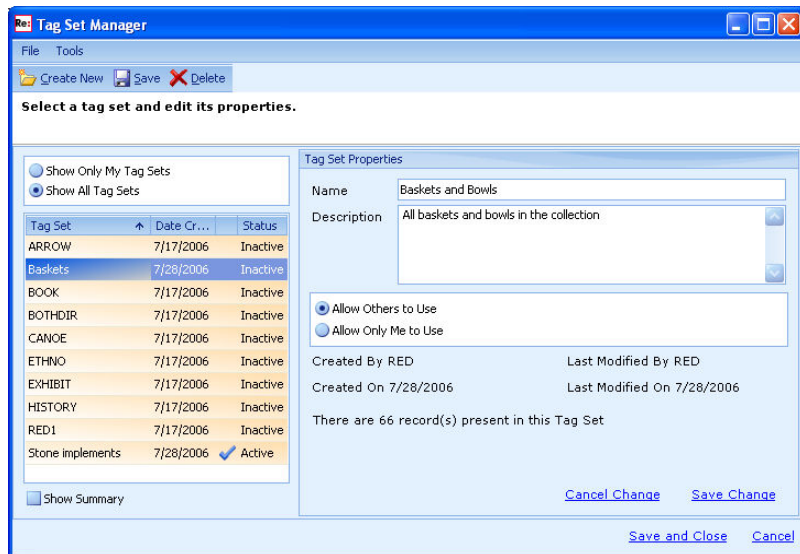 Re: Tag Set Manager
File Tools
Create New Save Delete
Select a tag set and edit its properties.
Show Only My Tag Sets
Show All Tag Sets
Tag Set Date Cr... Status
ARROW 7/17/2006 Inactive
Baskets 7/28/2006 Inactive
BOOK 7/17/2006 Inactive
BOTHDIR 7/17/2006 Inactive
CANOE 7/17/2006 Inactive
ETHNO 7/17/2006 Inactive
EXHIBIT 7/17/2006 Inactive
HISTORY 7/17/2006 Inactive
RED1 7/17/2006 Inactive
Stone implements 7/28/2006 Active
Show Summary
Tag Set Properties
Name Baskets and Bowls
Description All baskets and bowls in the collection
Allow Others to Use
Allow Only Me to Use
Created By RED Last Modified By RED
Created On 7/28/2006 Last Modified On 7/28/2006
There are 66 record(s) present in this Tag Set
Cancel Change Save Change
Save and Close Cancel